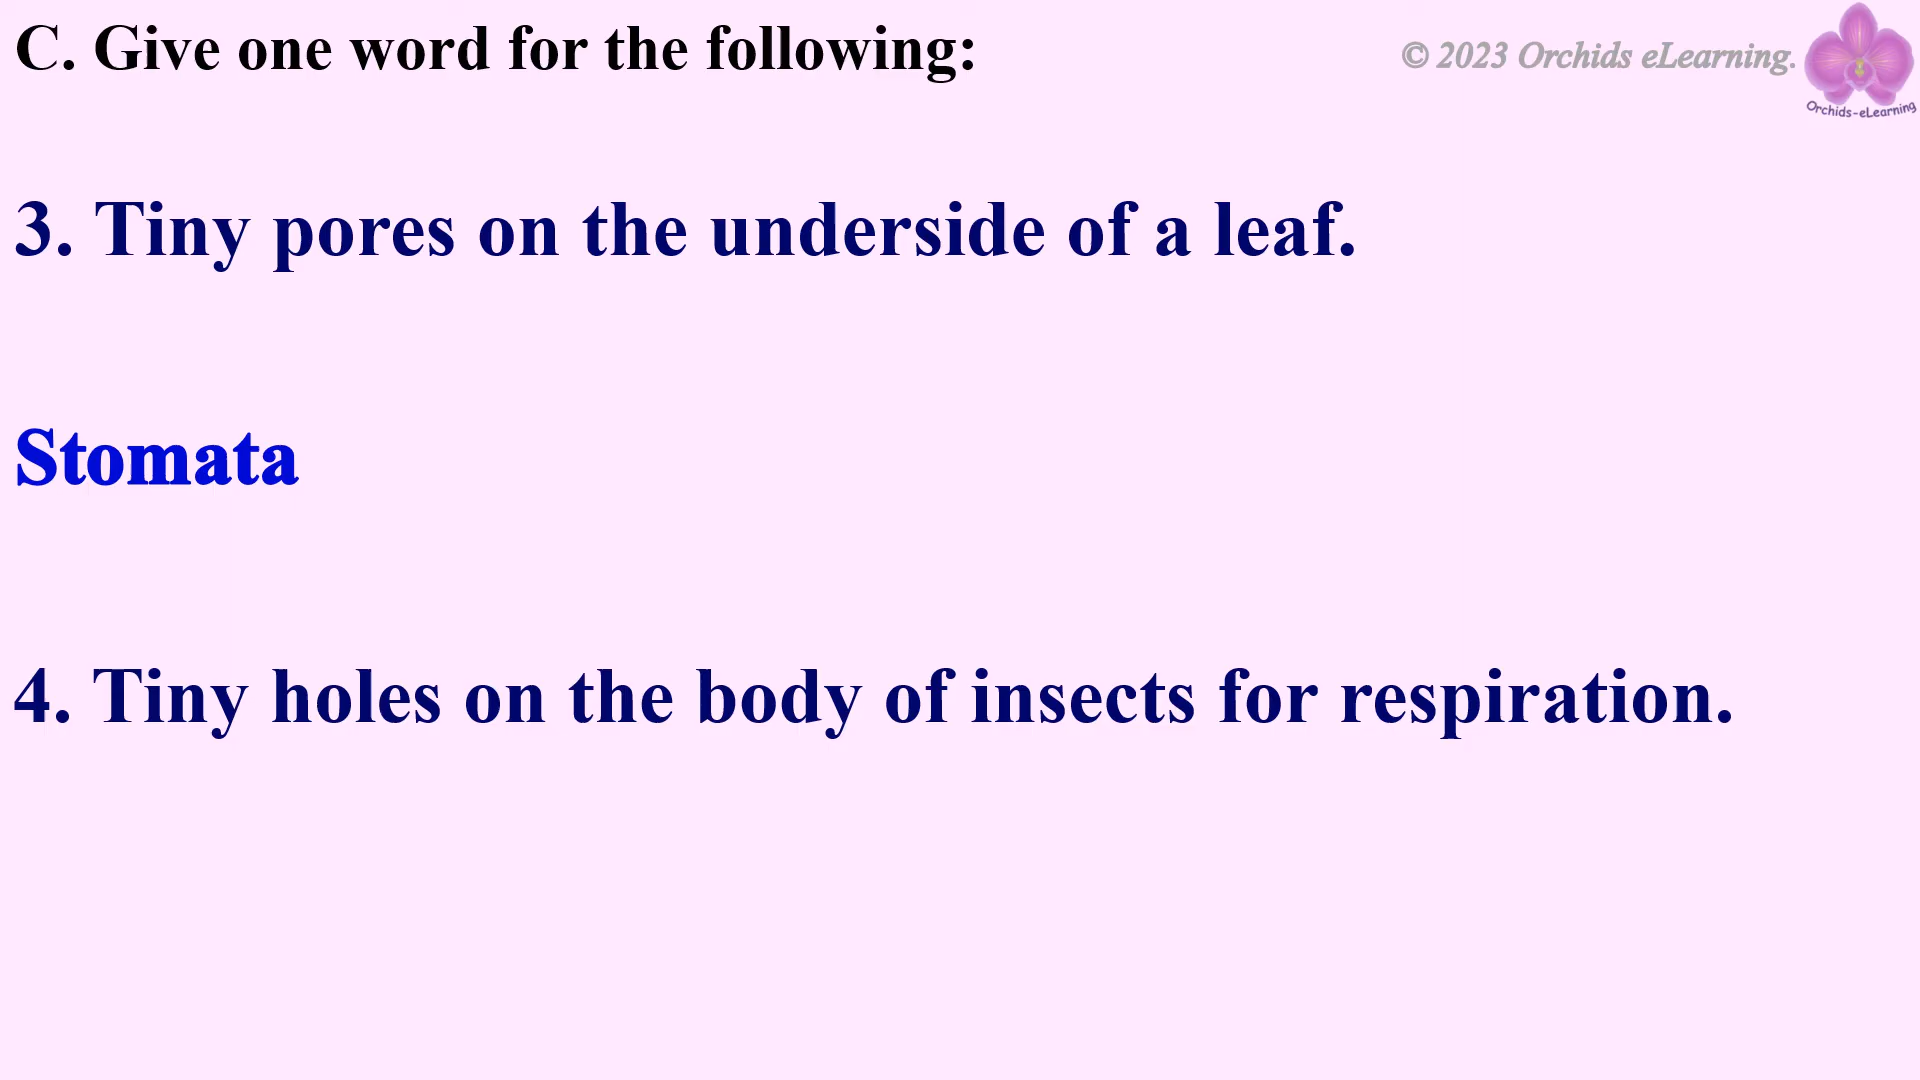 C. Give one word for the following:
© 2023 Orchids eLearning.
Orchids-eLearning
3. Tiny pores on the underside of a leaf.
Stomata
4. Tiny holes on the body of insects for respiration.